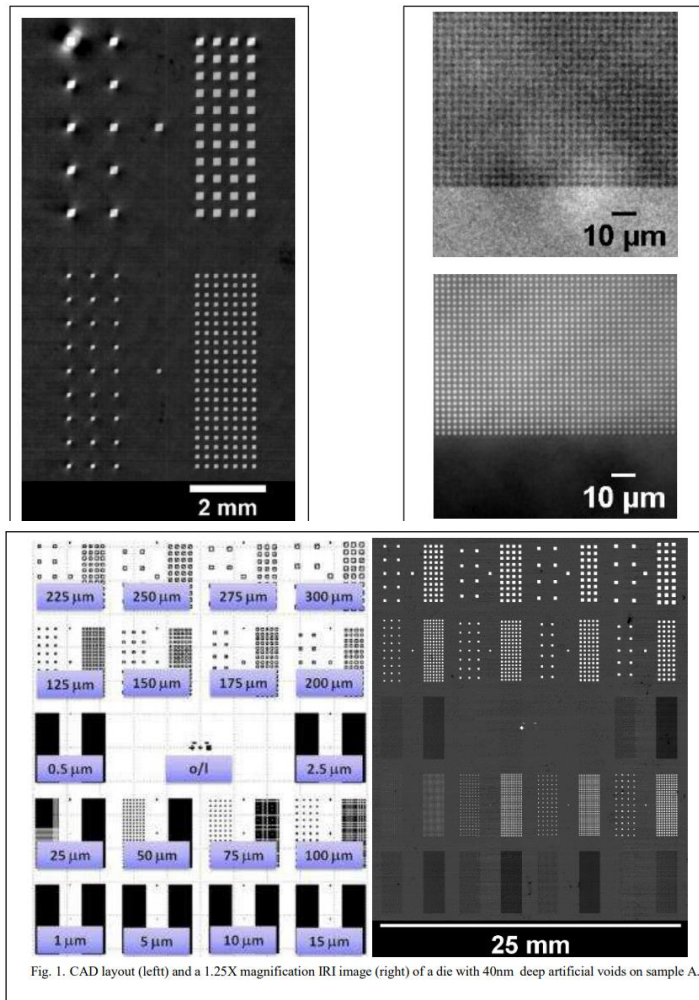 2 mm
10 µm
10 µm
225 µm 250 µm 275 µm 300 µm
125 µm 150 µm 175 µm 200 µm
0.5 µm o/l 2.5 µm
25 µm 50 µm 75 µm 100 µm
1 µm 5 µm 10 µm 15 µm
25 mm
Fig. 1. CAD layout (leftt) and a 1.25X magnification IRI image (right) of a die with 40nm deep artificial voids on sample A.